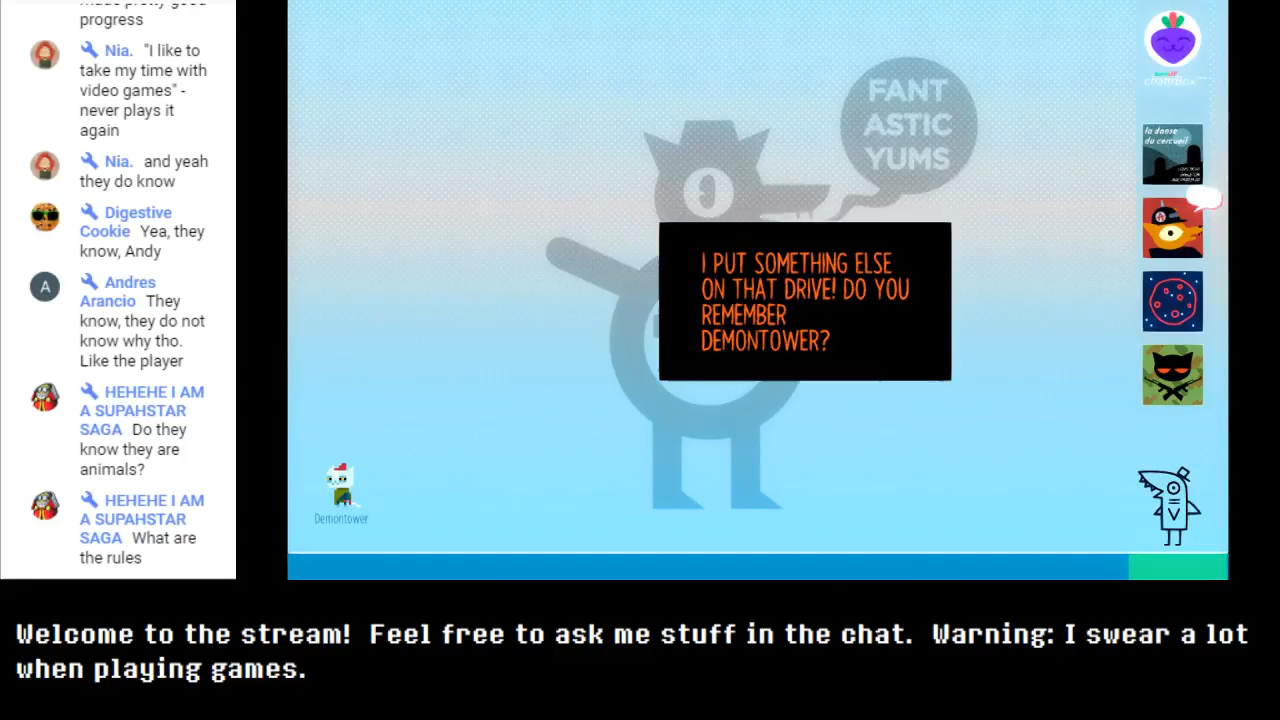 made pretty good
progress
Nia. "I like to
take my time with
video games" -
never plays it
again
Nia. and yeah
they do know
Digestive
Cookie Yea, they
know, Andy
A
Andres
Arancio They
know, they do not
know why tho.
Like the player
HEHEHE I AM
A SUPAHSTAR
SAGA Do they
know they are
animals?
HEHEHE I AM
A SUPAHSTAR
SAGA What are
the rules
FANT
ASTIC
YUMS
I PUT SOMETHING ELSE
ON THAT DRIVE! DO YOU
REMEMBER
DEMONTOWER?
Demontower
la danse
du cercueil
Welcome to the stream! Feel free to ask me stuff in the chat. Warning: I swear a lot
when playing games.